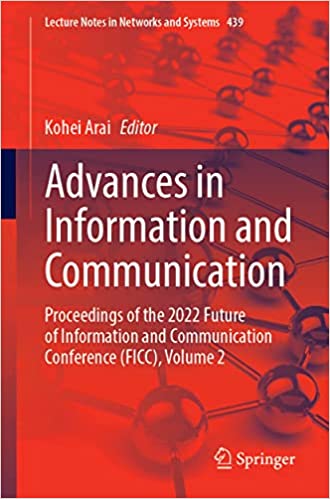 Lecture Notes in Networks and Systems 439
Kohei Arai Editor
Advances in
Information and
Communication
Proceedings of the 2022 Future
of Information and Communication
Conference (FICC), Volume 2
Springer